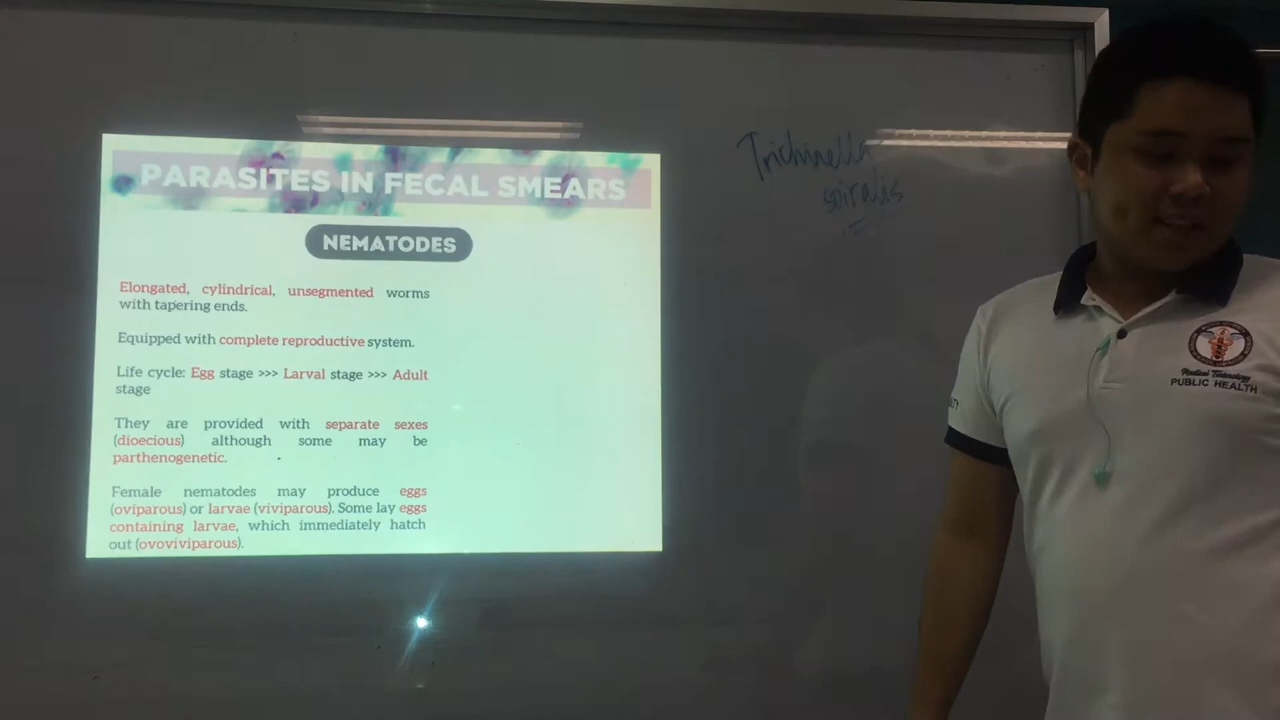 PARASITES IN FECAL SMEARS
NEMATODES
Elongated, cylindrical, unsegmented worms
with tapering ends.
Equipped with complete reproductive system.
Life cycle: Egg stage >>> Larval stage >>> Adult
stage
They are provided with separate sexes
(dioecious) although some may be
parthenogenetic.
Female nematodes may produce eggs
(oviparous) or larvae (viviparous). Some lay eggs
containing larvae, which immediately hatch
out (ovoviviparous).
Trichinella
spiralis
Medical Technology
PUBLIC HEALTH